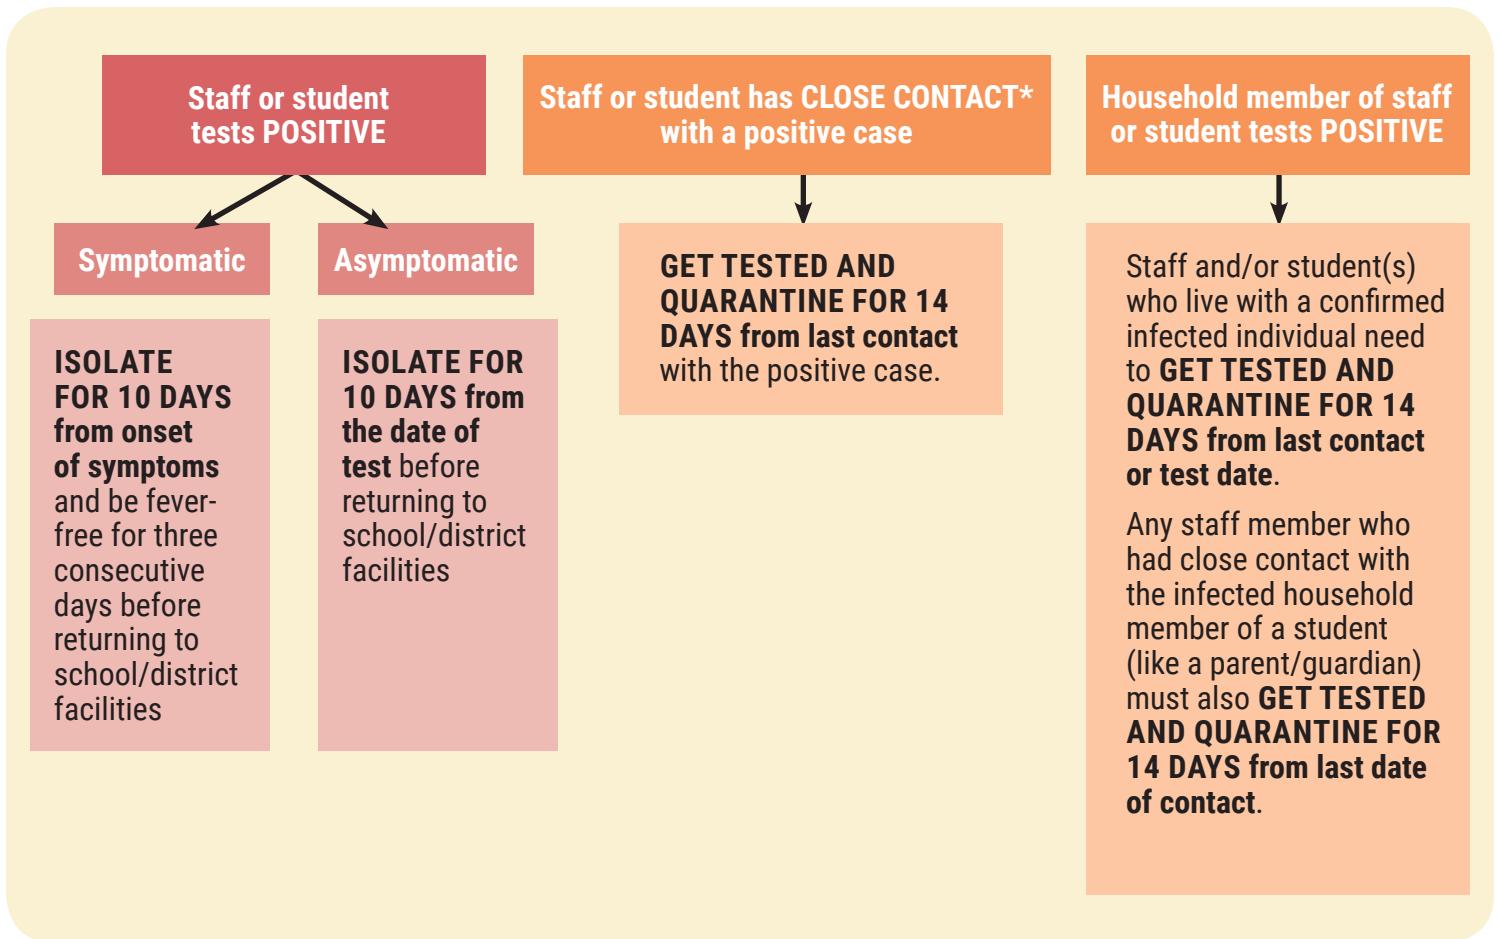 Staff or student
tests POSITIVE
Symptomatic
ISOLATE
FOR 10 DAYS
from onset
of symptoms
and be fever-
free for three
consecutive
days before
returning to
school/district
facilities
Asymptomatic
ISOLATE FOR
10 DAYS from
the date of
test before
returning to
school/district
facilities
Staff or student has CLOSE CONTACT*
with a positive case
GET TESTED AND
QUARANTINE FOR 14
DAYS from last contact
with the positive case.
Household member of staff
or student tests POSITIVE
Staff and/or student(s)
who live with a confirmed
infected individual need
to GET TESTED AND
QUARANTINE FOR 14
DAYS from last contact
or test date.
Any staff member who
had close contact with
the infected household
member of a student
(like a parent/guardian)
must also GET TESTED
AND QUARANTINE FOR
14 DAYS from last date
of contact.